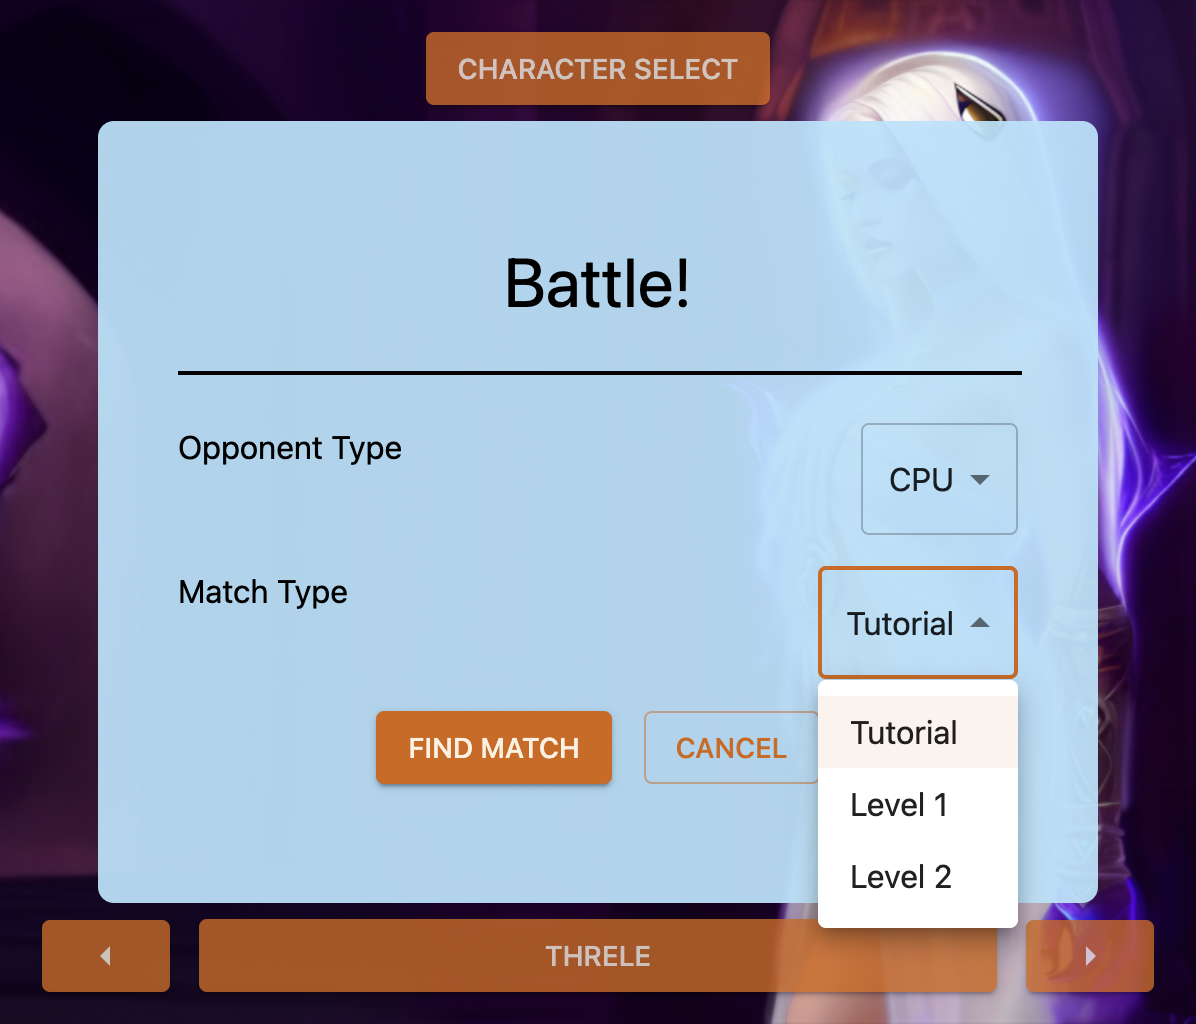 CHARACTER SELECT
Battle!
Opponent Type
CPU
Match Type
Tutorial
Tutorial
Level 1
Level 2
FIND MATCH
CANCEL
THRELE